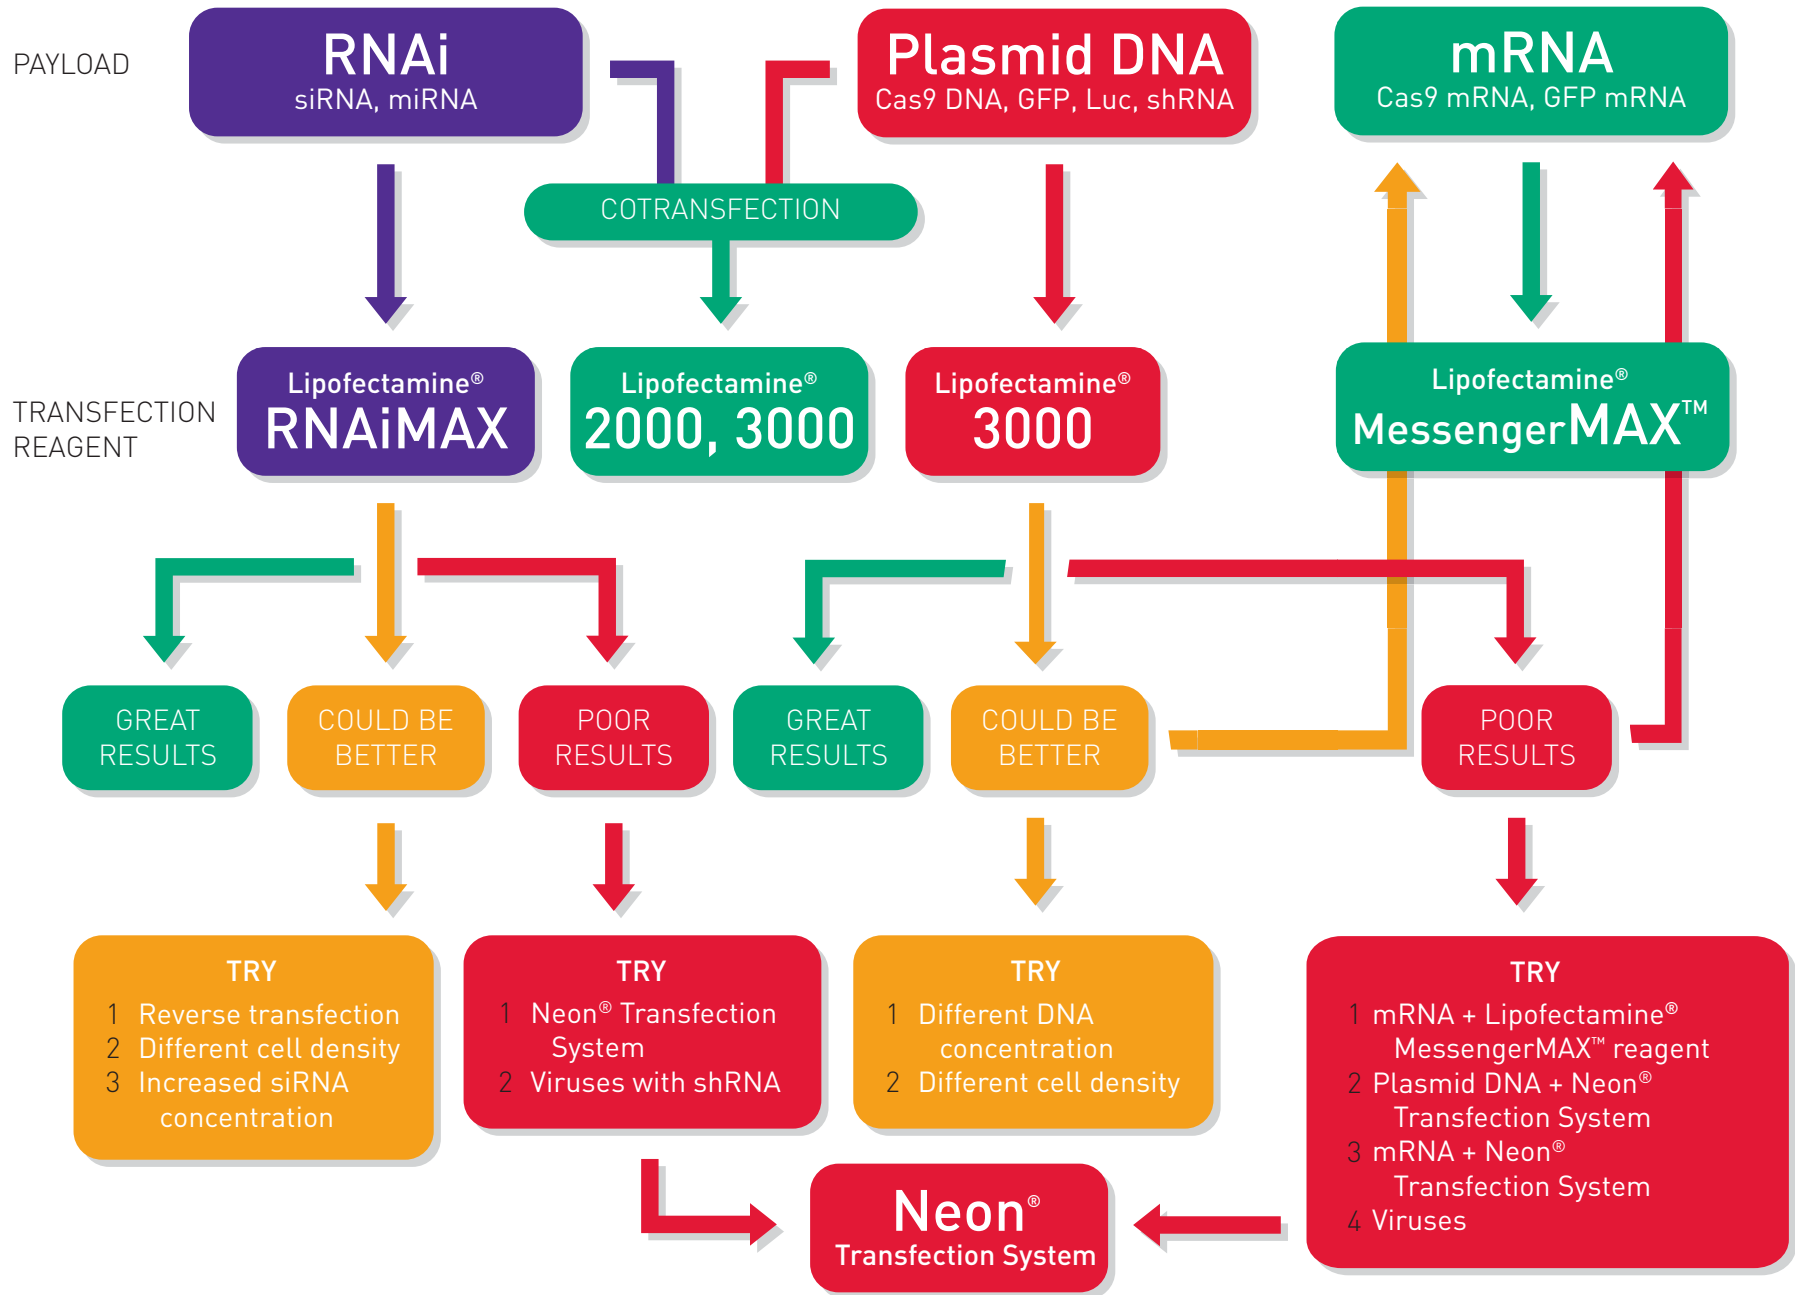 PAYLOAD
RNAi
siRNA, miRNA
Plasmid DNA
Cas9 DNA, GFP, Luc, shRNA
mRNA
Cas9 mRNA, GFP mRNA
COTRANSFECTION
TRANSFECTION
REAGENT
Lipofectamine®
RNAiMAX
Lipofectamine®
2000, 3000
Lipofectamine®
3000
Lipofectamine®
MessengerMAX™
GREAT
RESULTS
COULD BE
BETTER
POOR
RESULTS
GREAT
RESULTS
COULD BE
BETTER
POOR
RESULTS
TRY
1 Reverse transfection
2 Different cell density
3 Increased siRNA
concentration
TRY
1 Neon® Transfection
System
2 Viruses with shRNA
TRY
1 Different DNA
concentration
2 Different cell density
TRY
1 mRNA + Lipofectamine®
MessengerMAX™ reagent
2 Plasmid DNA + Neon®
Transfection System
3 mRNA + Neon®
Transfection System
4 Viruses
Neon®
Transfection System